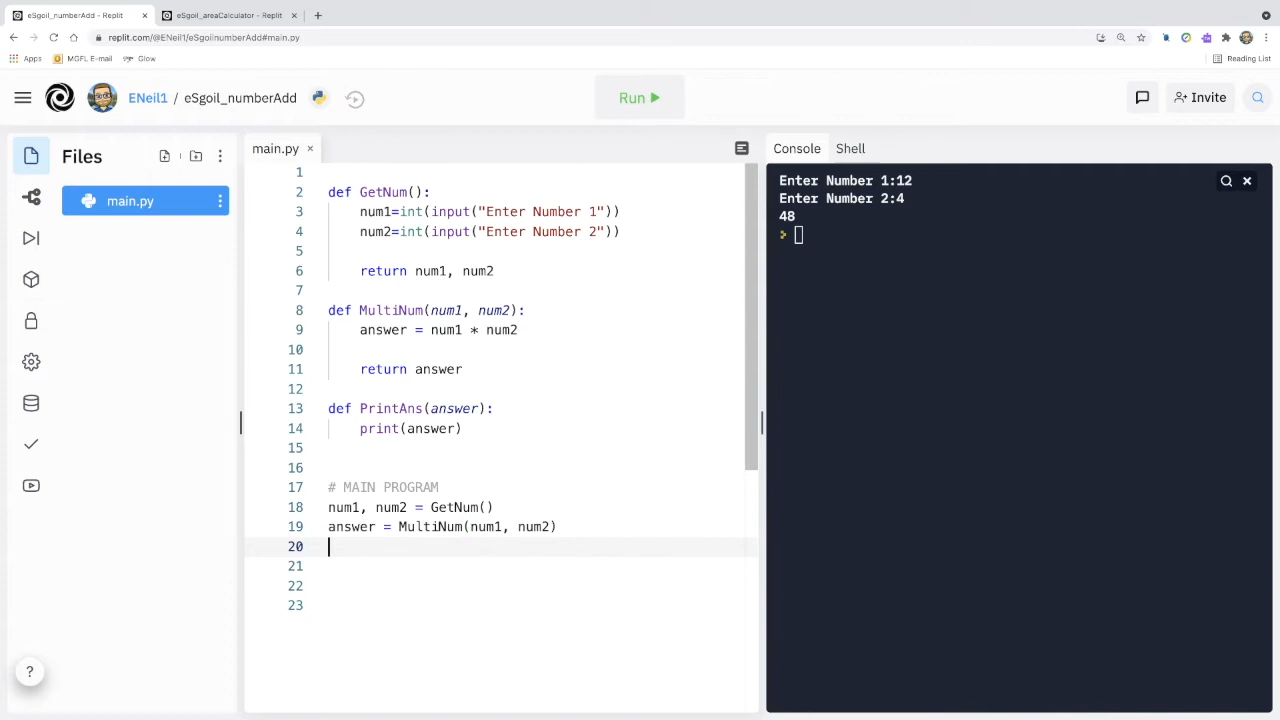 eSgoil_numberAdd - Replit
eSgoil_areaCalculator - Replit
replit.com/@ENeil1/eSgoilnumberAdd#main.py
Apps
MGFL E-mail
Glow
Reading List
ENeil1 / eSgoil_numberAdd
Run
Invite
Files
main.py
main.py
Console
Shell
1
2 def GetNum():
3 num1=int(input("Enter Number 1"))
4 num2=int(input("Enter Number 2"))
5
6 return num1, num2
7
8 def MultiNum(num1, num2):
9 answer = num1 * num2
10
11 return answer
12
13 def PrintAns(answer):
14 print(answer)
15
16
17 # MAIN PROGRAM
18 num1, num2 = GetNum()
19 answer = MultiNum(num1, num2)
20
21
22
23
Enter Number 1:12
Enter Number 2:4
48
?